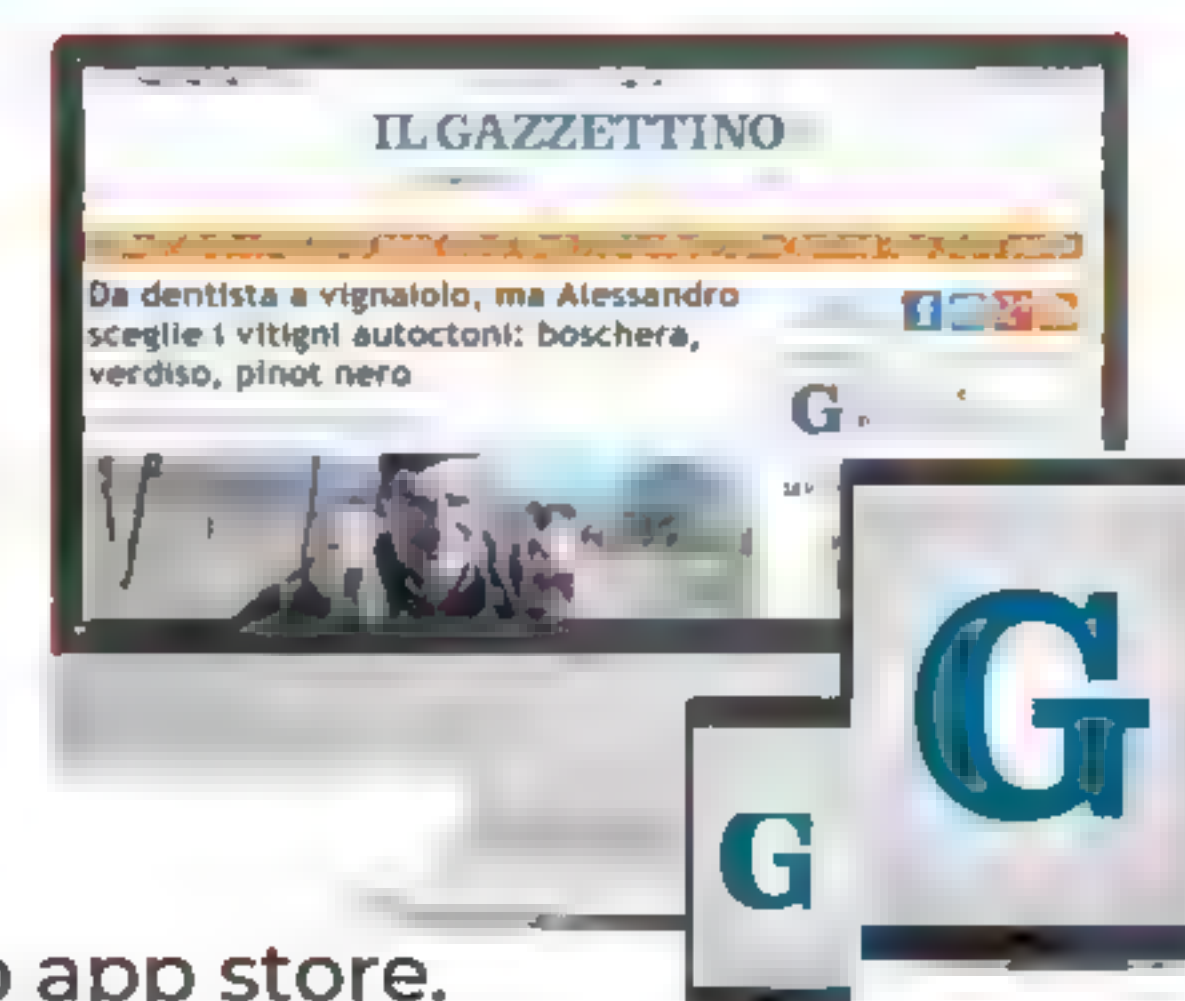 IL GAZZETTINO
Da dentista a vignaiolo, ma Alessandro
sceglie i vitigni autoctoni: boschera,
verdiso, pinot nero
f
G
G
G
app store.